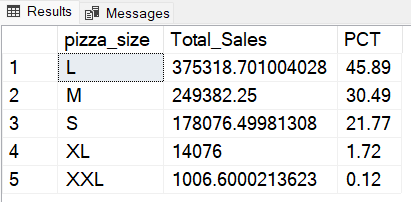 Results Messages
pizza_size Total_Sales PCT
1 L 375318.701004028 45.89
2 M 249382.25 30.49
3 S 178076.49981308 21.77
4 XL 14076 1.72
5 XXL 1006.6000213623 0.12